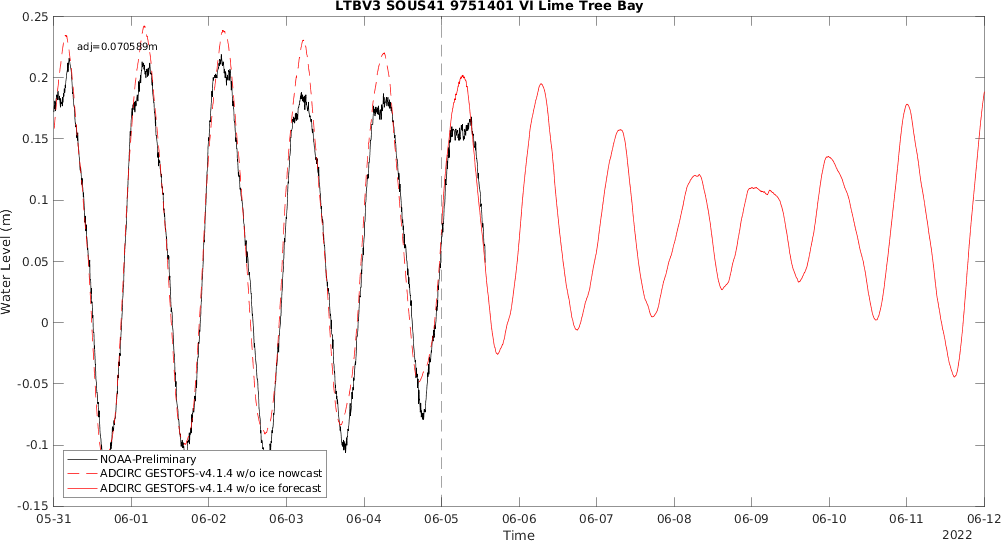 LTBV3 SOUS41 9751401 VI Lime Tree Bay
adj=0.070589m
0.25
0.2
0.15
0.1
0.05
0
-0.05
-0.1
-0.15
Water Level (m)
NOAA-Preliminary
ADCIRC GESTOFS-v4.1.4 w/o ice nowcast
ADCIRC GESTOFS-v4.1.4 w/o ice forecast
05-31 06-01 06-02 06-03 06-04 06-05 06-06 06-07 06-08 06-09 06-10 06-11 06-12
Time
2022